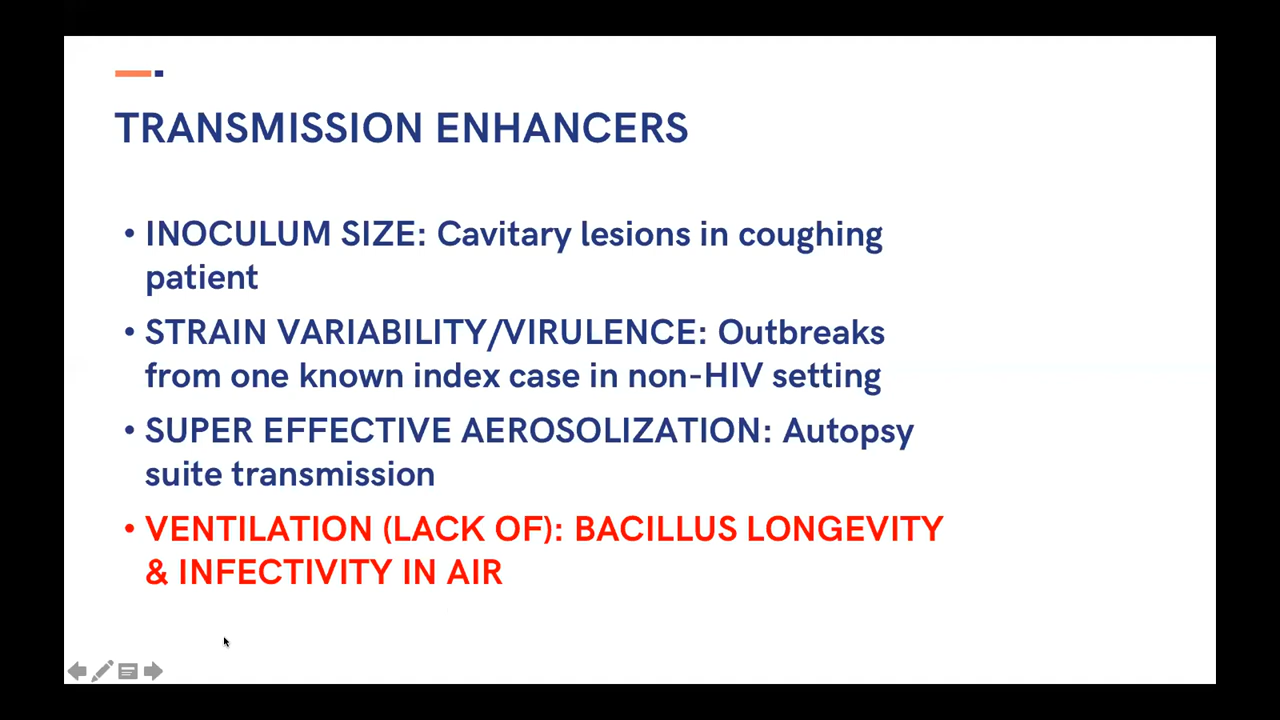 TRANSMISSION ENHANCERS
• INOCULUM SIZE: Cavitary lesions in coughing
patient
• STRAIN VARIABILITY/VIRULENCE: Outbreaks
from one known index case in non-HIV setting
• SUPER EFFECTIVE AEROSOLIZATION: Autopsy
suite transmission
• VENTILATION (LACK OF): BACILLUS LONGEVITY
& INFECTIVITY IN AIR